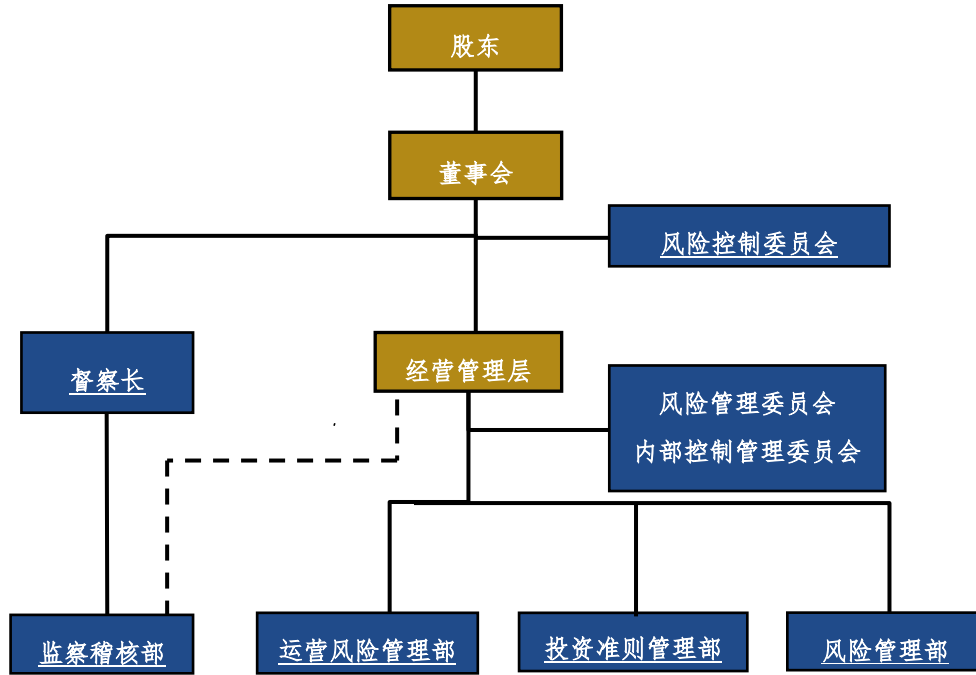 股东
董事会
风险控制委员会
督察长
经营管理层
风险管理委员会
内部控制管理委员会
监察稽核部
运营风险管理部
投资准则管理部
风险管理部